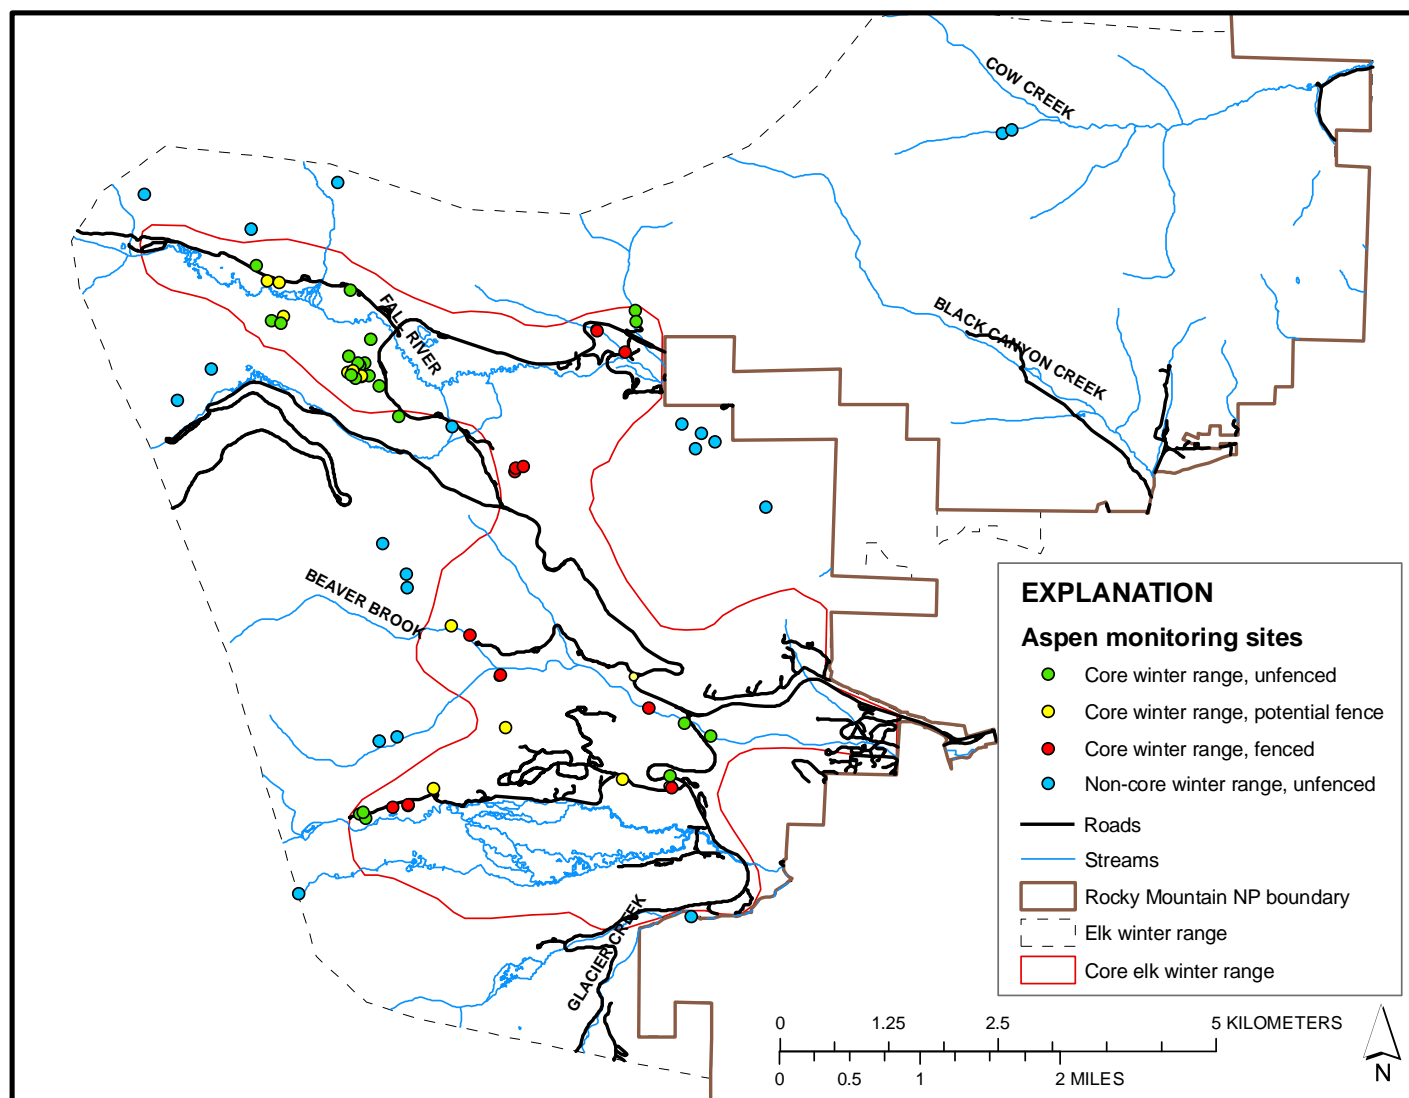 COW CREEK
FALL RIVER
BLACK CANYON CREEK
BEAVER BROOK
GLACIER CREEK
EXPLANATION
Aspen monitoring sites
Core winter range, unfenced
Core winter range, potential fence
Core winter range, fenced
Non-core winter range, unfenced
Roads
Streams
Rocky Mountain NP boundary
Elk winter range
Core elk winter range
0 1.25 2.5 5 KILOMETERS
0 0.5 1 2 MILES
N